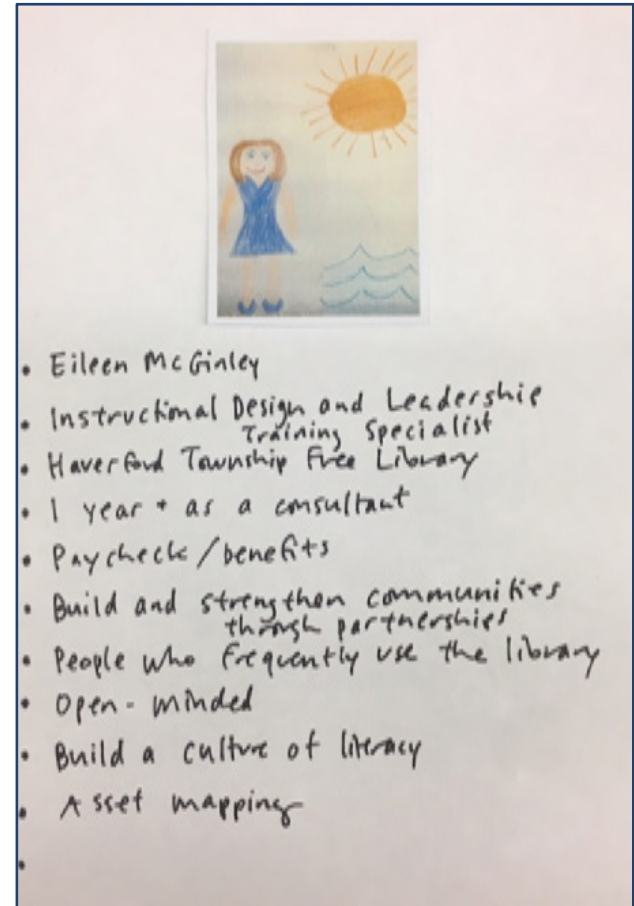 • Eileen McGinley
• Instructional Design and Leadership
Training Specialist
• Haverford Township Free Library
• 1 year + as a consultant
• Paycheck/benefits
• Build and strengthen communities
through partnerships
• People who frequently use the library
• Open-minded
• Build a culture of literacy
• Asset mapping
•